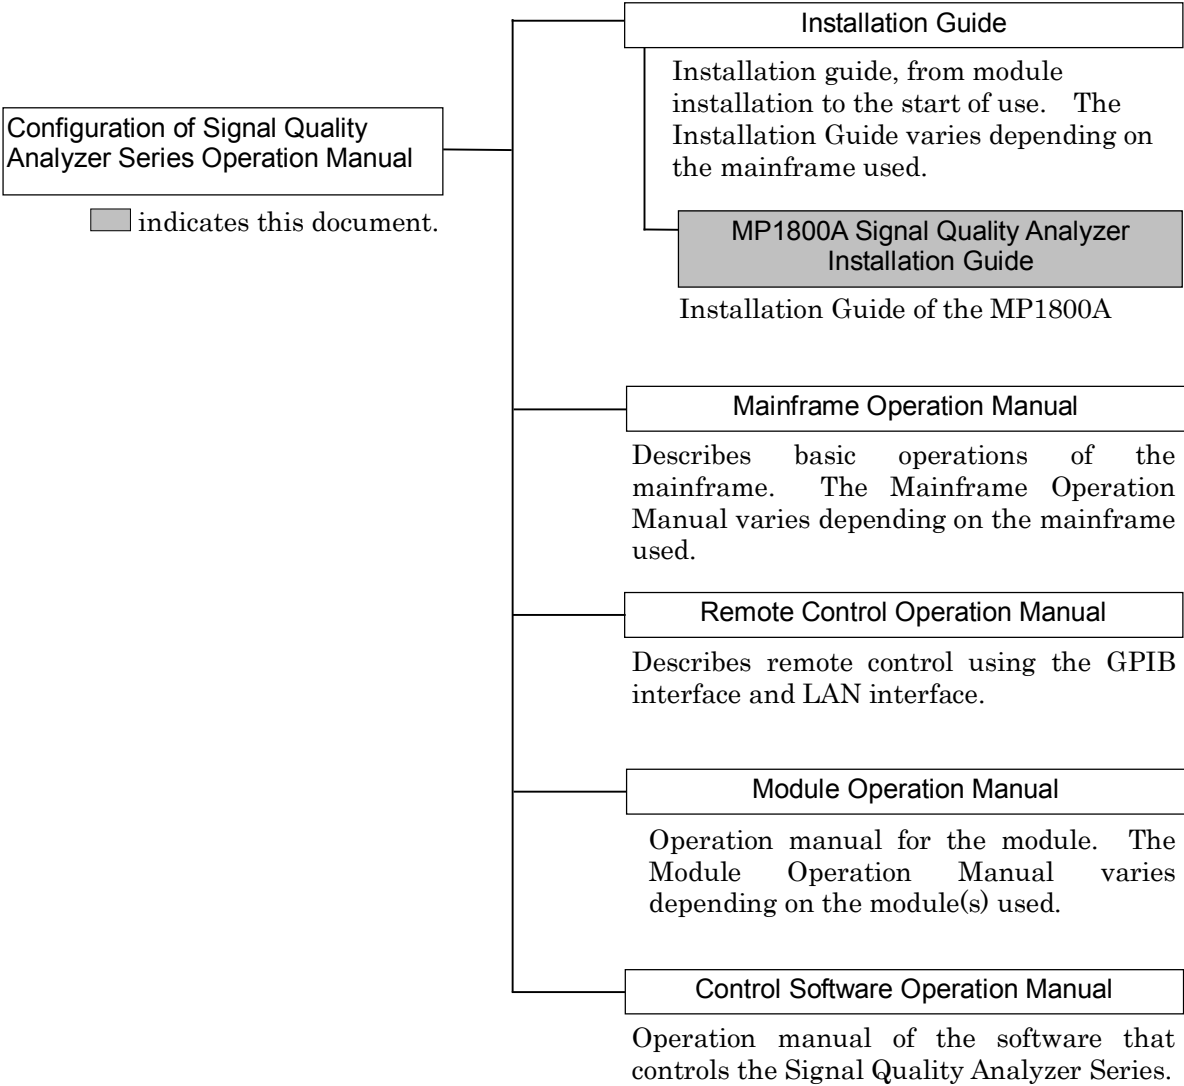 Configuration of Signal Quality
Analyzer Series Operation Manual
indicates this document.
Installation Guide
Installation guide, from module
installation to the start of use. The
Installation Guide varies depending on
the mainframe used.
MP1800A Signal Quality Analyzer
Installation Guide
Installation Guide of the MP1800A
Mainframe Operation Manual
Describes basic operations of the
mainframe. The Mainframe Operation
Manual varies depending on the mainframe
used.
Remote Control Operation Manual
Describes remote control using the GPIB
interface and LAN interface.
Module Operation Manual
Operation manual for the module. The
Module Operation Manual varies
depending on the module(s) used.
Control Software Operation Manual
Operation manual of the software that
controls the Signal Quality Analyzer Series.